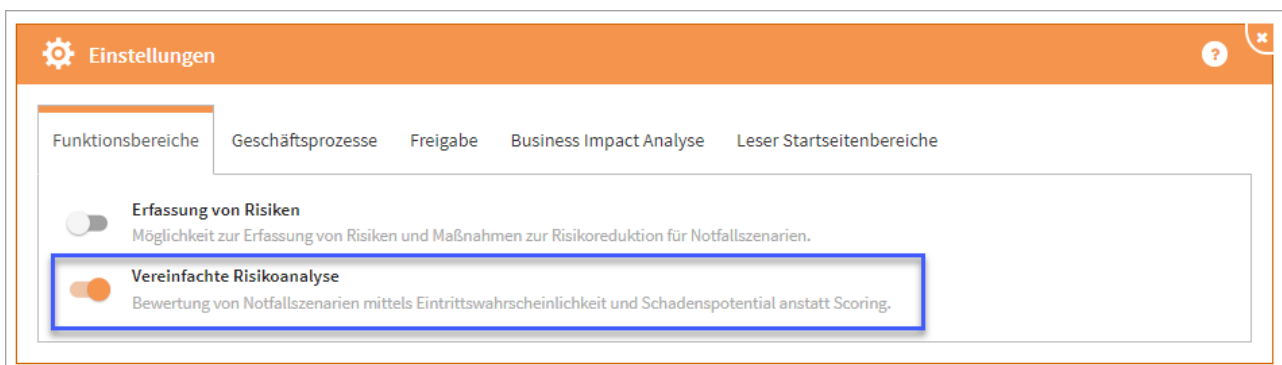 Einstellungen
Funktionsbereiche Geschäftsprozesse Freigabe Business Impact Analyse Leser Startseitenbereiche
Erfassung von Risiken
Möglichkeit zur Erfassung von Risiken und Maßnahmen zur Risikoreduktion für Notfallszenarien.
Vereinfachte Risikoanalyse
Bewertung von Notfallszenarien mittels Eintrittswahrscheinlichkeit und Schadenspotential anstatt Scoring.